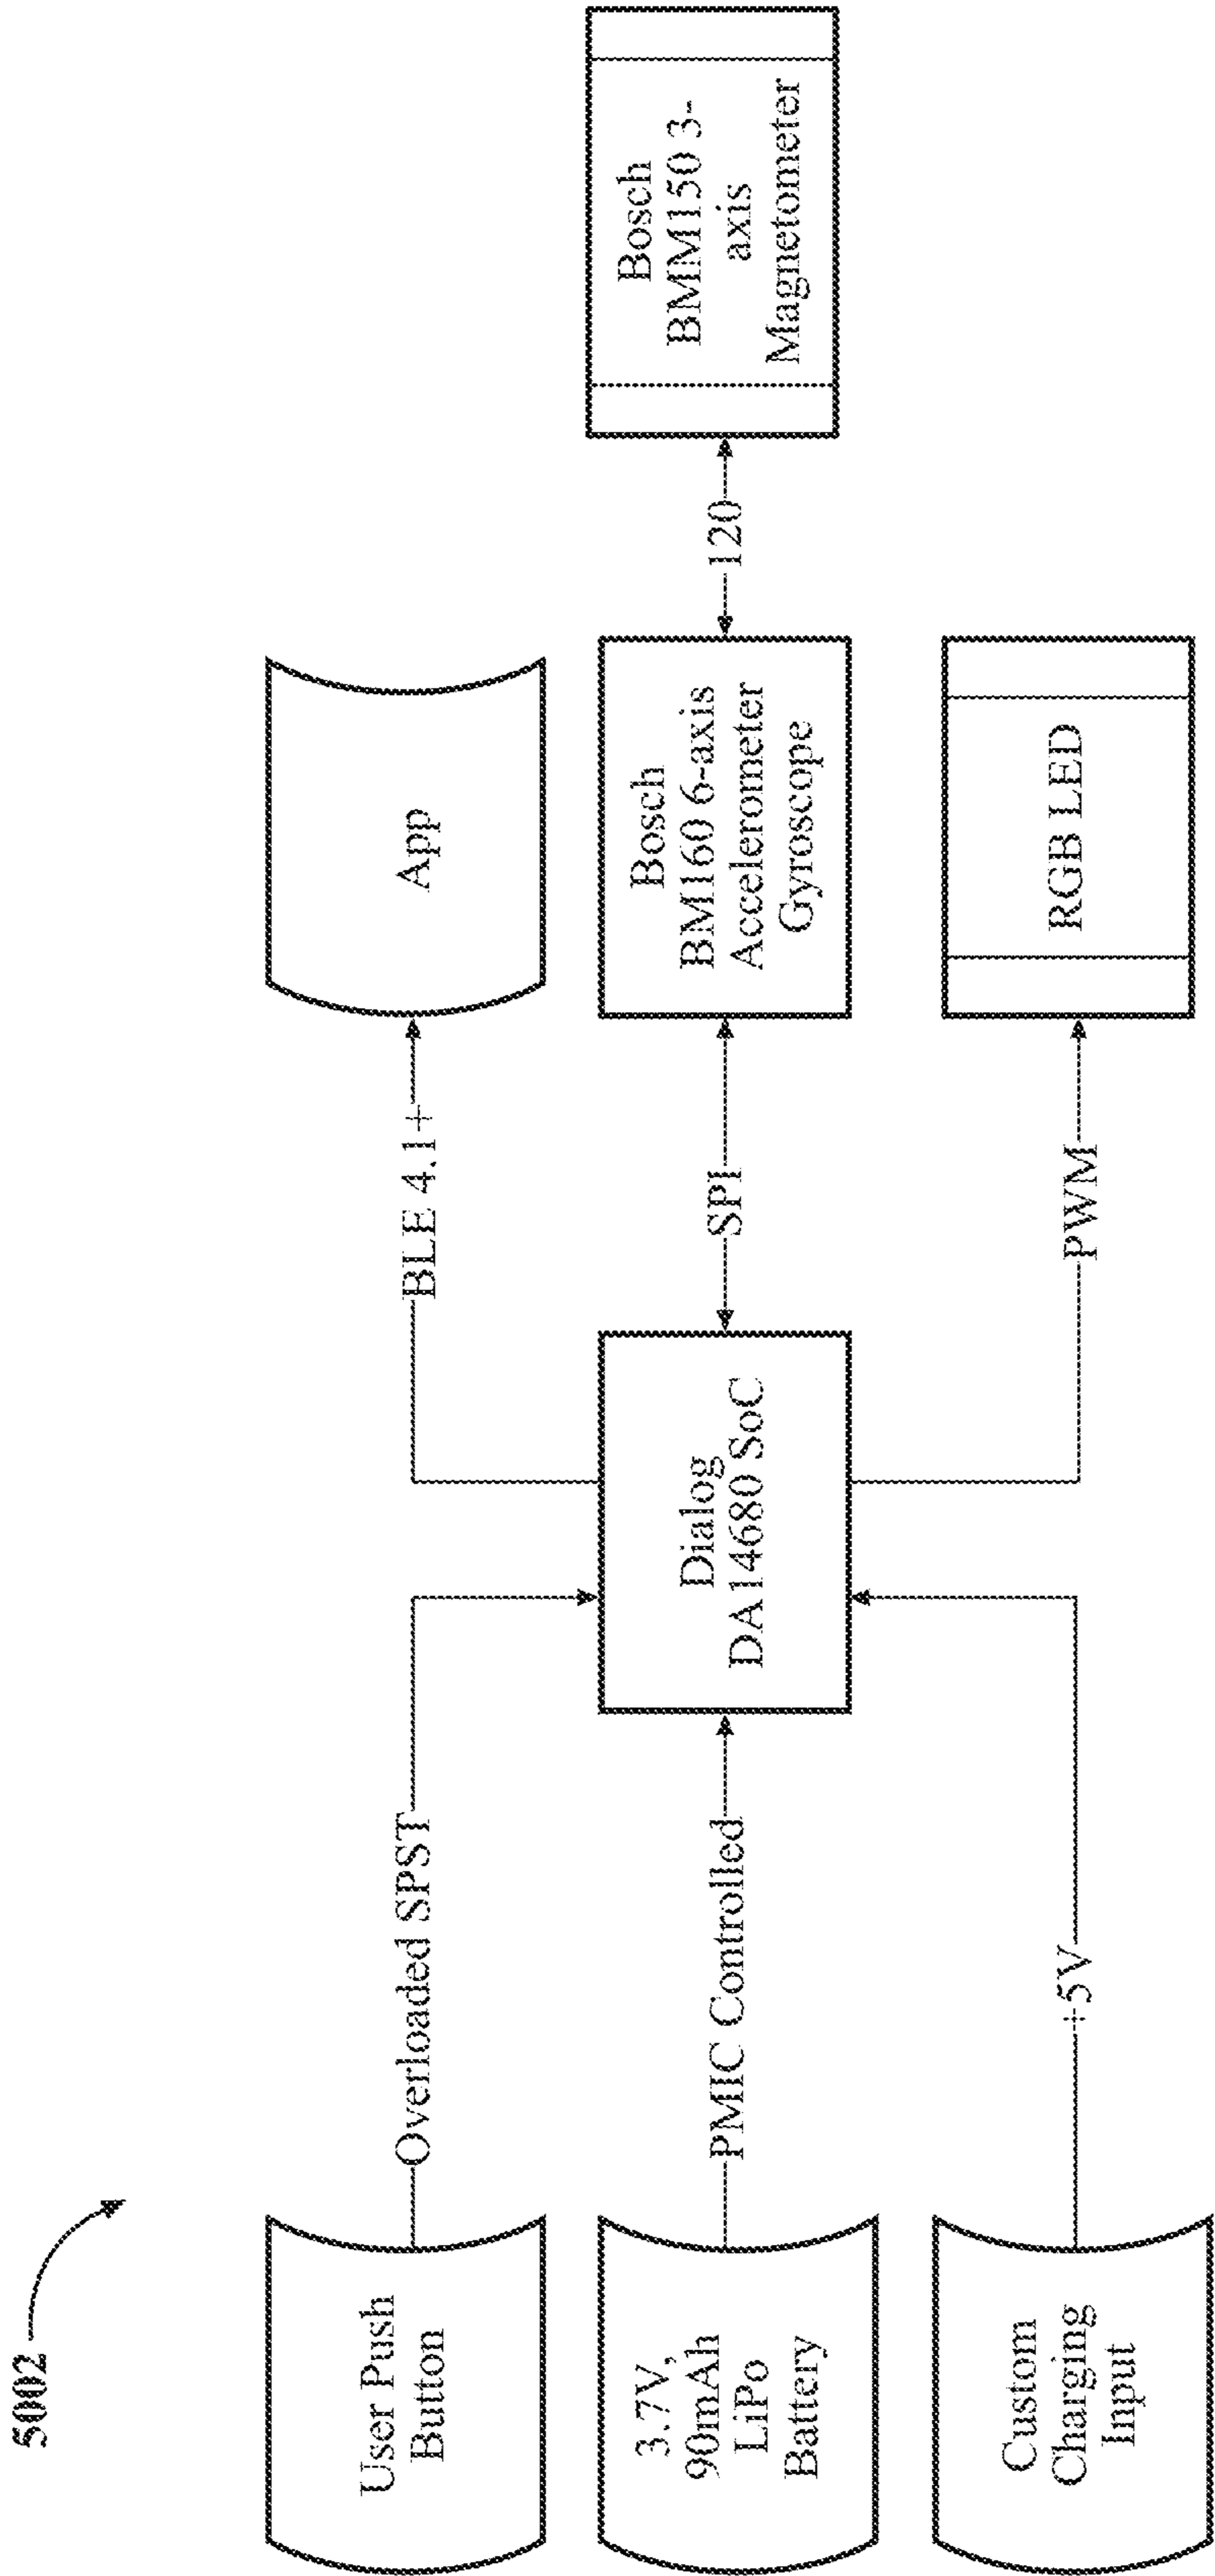 5002
User Push
Button
Overloaded SPST
3.7V,
90mAh
LiPo
Battery
PMIC Controlled
Custom
Charging
Input
+5V
Dialog
DA14680 SoC
BLE 4.1+
App
SPI
Bosch
BM160 6-axis
Accelerometer
Gyroscope
PWM
RGB LED
120
Bosch
BMM150 3-
axis
Magnetometer